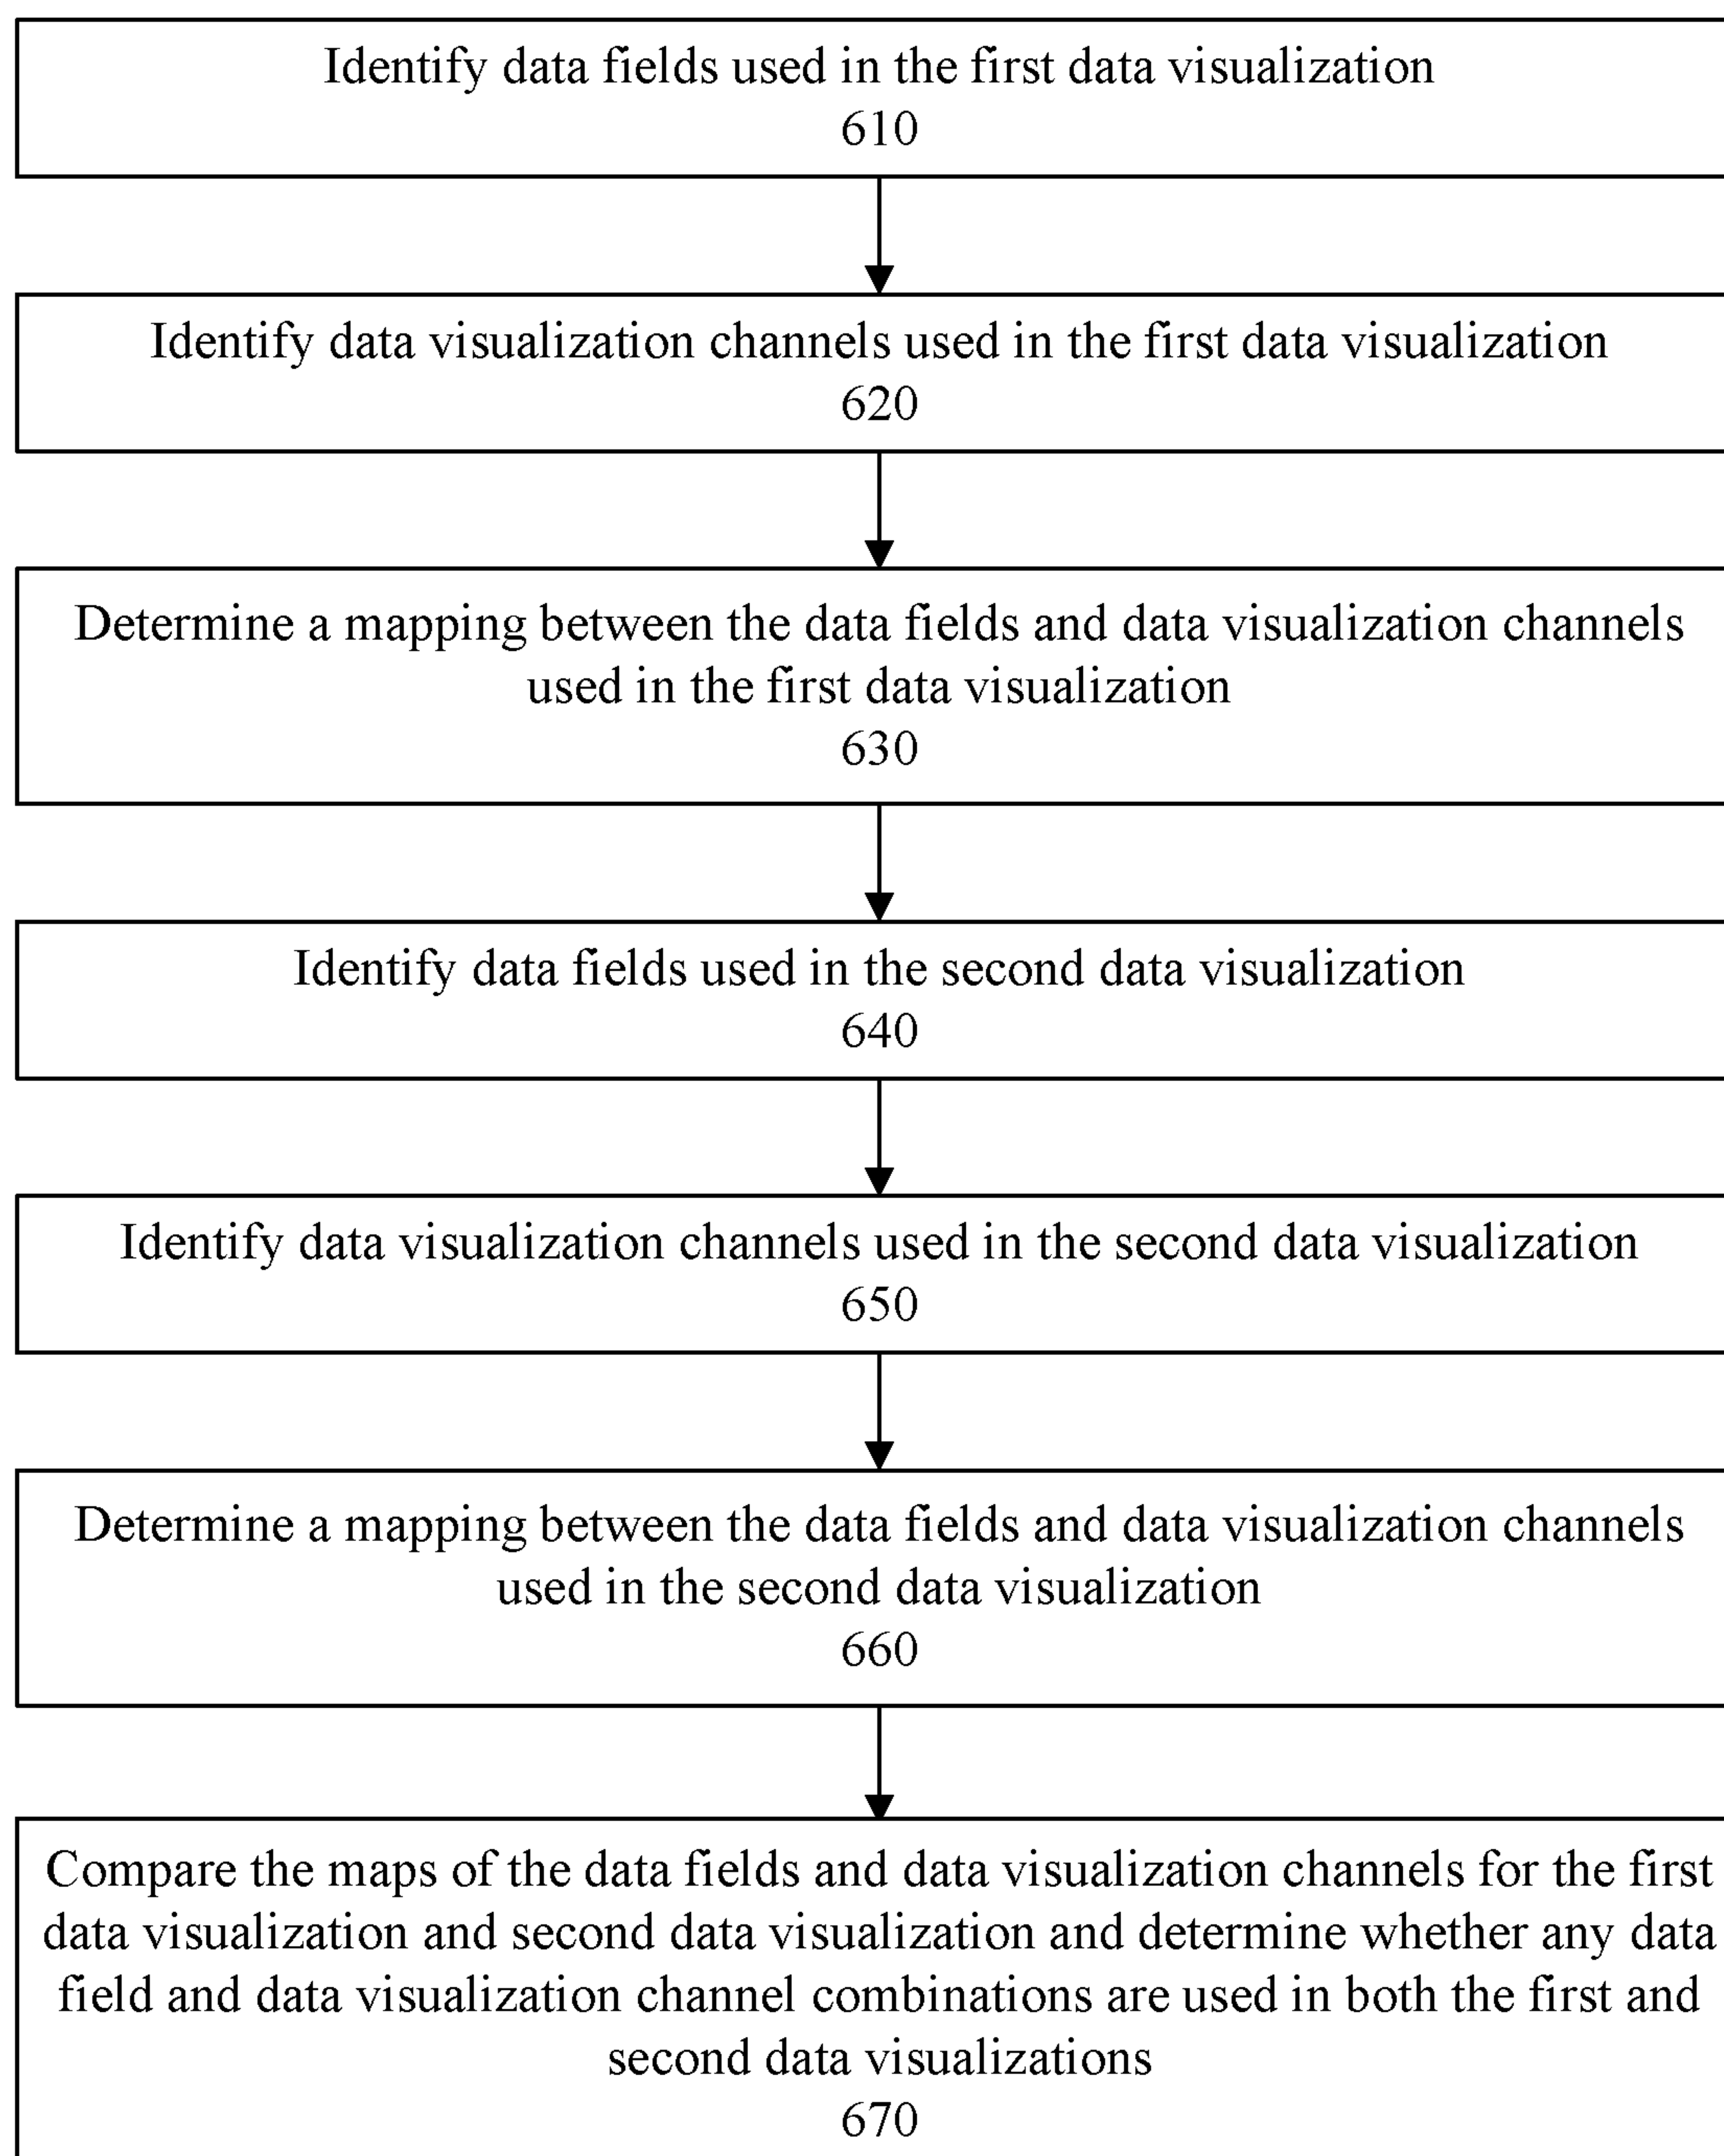 Identify data fields used in the first data visualization
610
Identify data visualization channels used in the first data visualization
620
Determine a mapping between the data fields and data visualization channels
used in the first data visualization
630
Identify data fields used in the second data visualization
640
Identify data visualization channels used in the second data visualization
650
Determine a mapping between the data fields and data visualization channels
used in the second data visualization
660
Compare the maps of the data fields and data visualization channels for the first
data visualization and second data visualization and determine whether any data
field and data visualization channel combinations are used in both the first and
second data visualizations
670